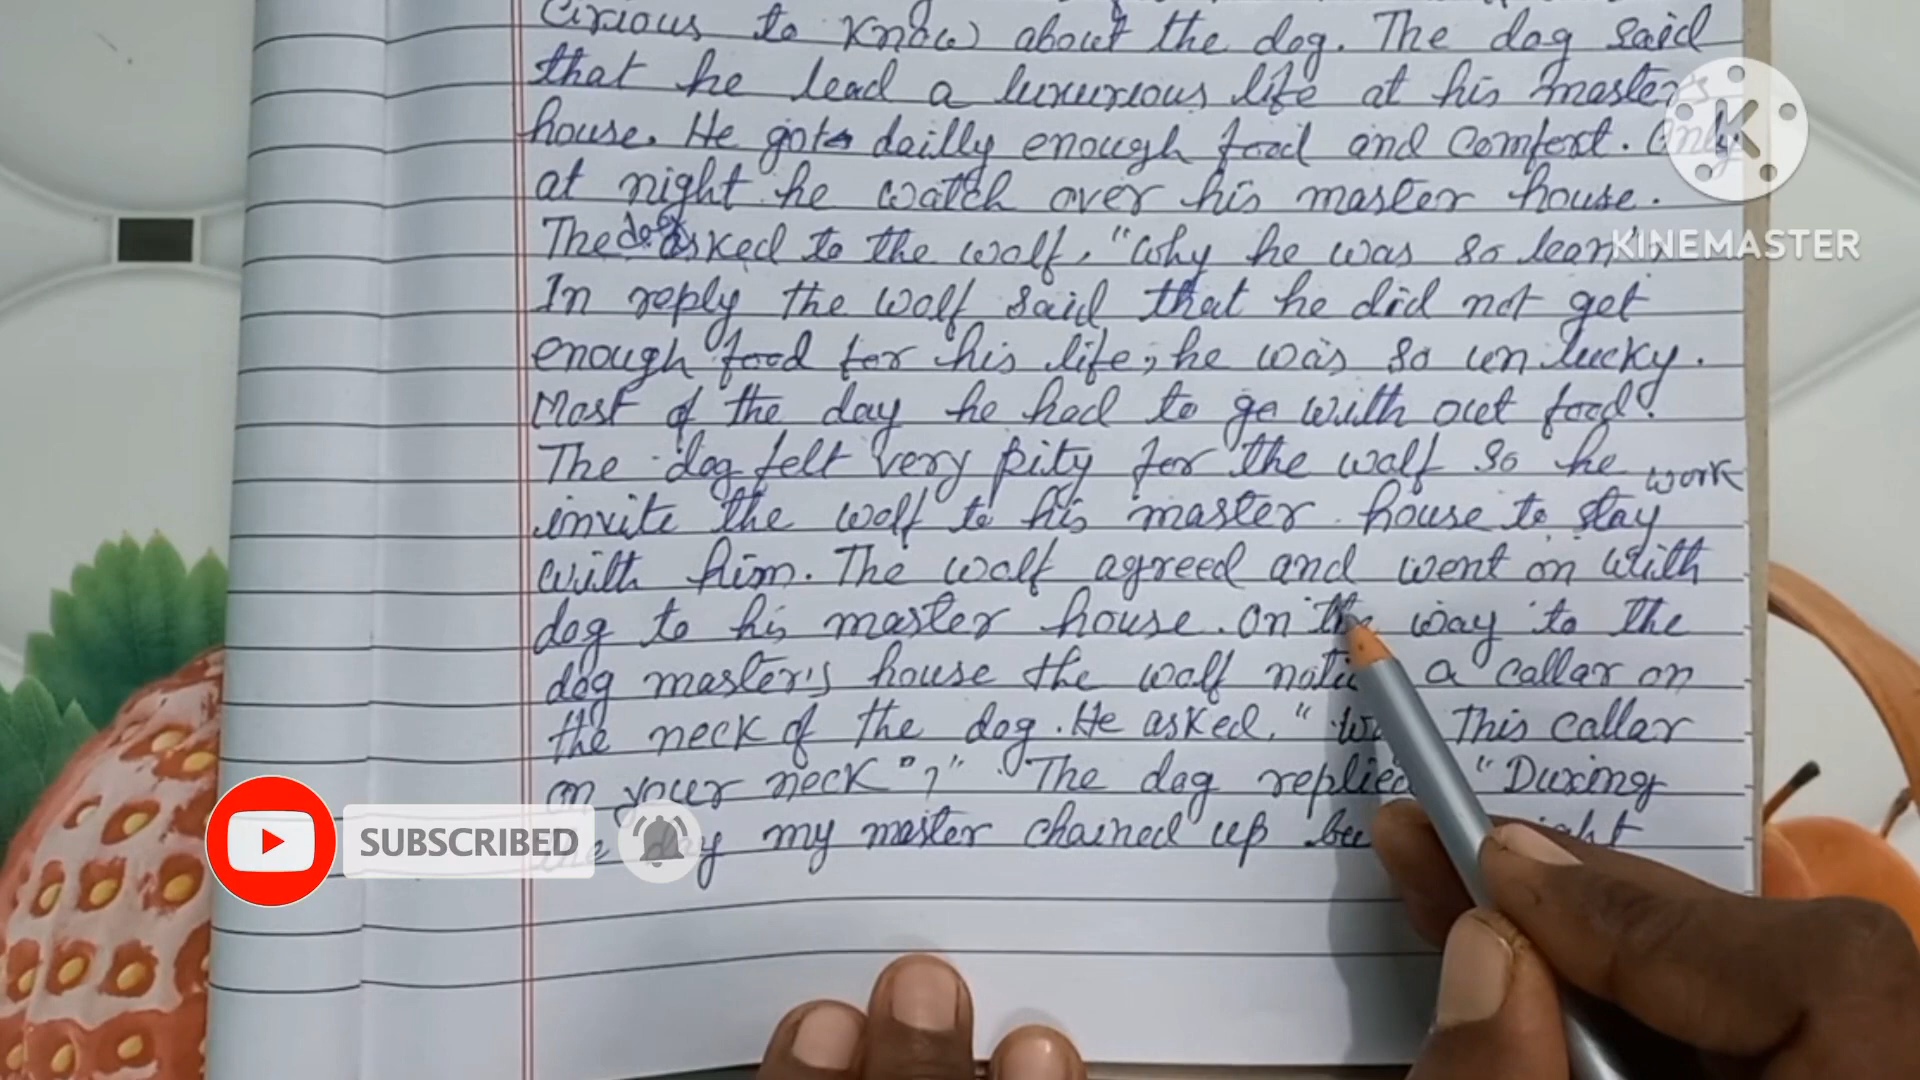 Cirious to know about the dog. The dog said
that he lead a luxurious life at his master's
house. He got dailly enough food and comfort. Only
at night he watch over his master house.
The dog asked to the wolf, "Why he was so lean"
In reply the wolf said that he did not get
enough food for his life, he was so un lucky.
Most of the day he had to go with out food.
The dog felt very pity for the wolf so he work
invite the wolf to his master house to stay
with him. The wolf agreed and went on with
dog to his master house. On the way to the
dog master's house the wolf a callar on
the neck of the dog. He asked, " This callar
on your neck"?" The dog replied "During
day my master chained up
K
KINEMASTER
SUBSCRIBED